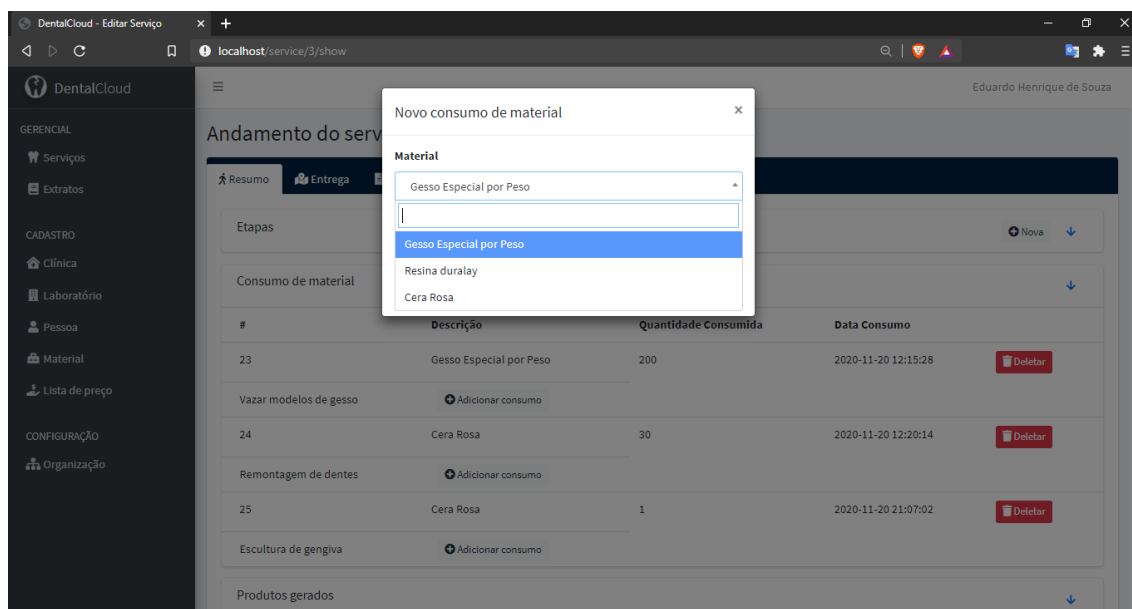 DentalCloud - Editar Serviço
localhost/service/3/show
DentalCloud
Eduardo Henrique de Souza
GERENCIAL
Serviços
Extratos
CADASTRO
Clínica
Laboratório
Pessoa
Material
Lista de preço
CONFIGURAÇÃO
Organização
Andamento do serv
Resumo
Entrega
Novo consumo de material
×
Material
Gesso Especial por Peso
Gesso Especial por Peso
Resina duralay
Cera Rosa
Etapas
Nova
Consumo de material
# Descrição Quantidade Consumida Data Consumo
23 Gesso Especial por Peso 200 2020-11-20 12:15:28 Deletar
Vazar modelos de gesso Adicionar consumo
24 Cera Rosa 30 2020-11-20 12:20:14 Deletar
Remontagem de dentes Adicionar consumo
25 Cera Rosa 1 2020-11-20 21:07:02 Deletar
Escultura de gengiva Adicionar consumo
Produtos gerados